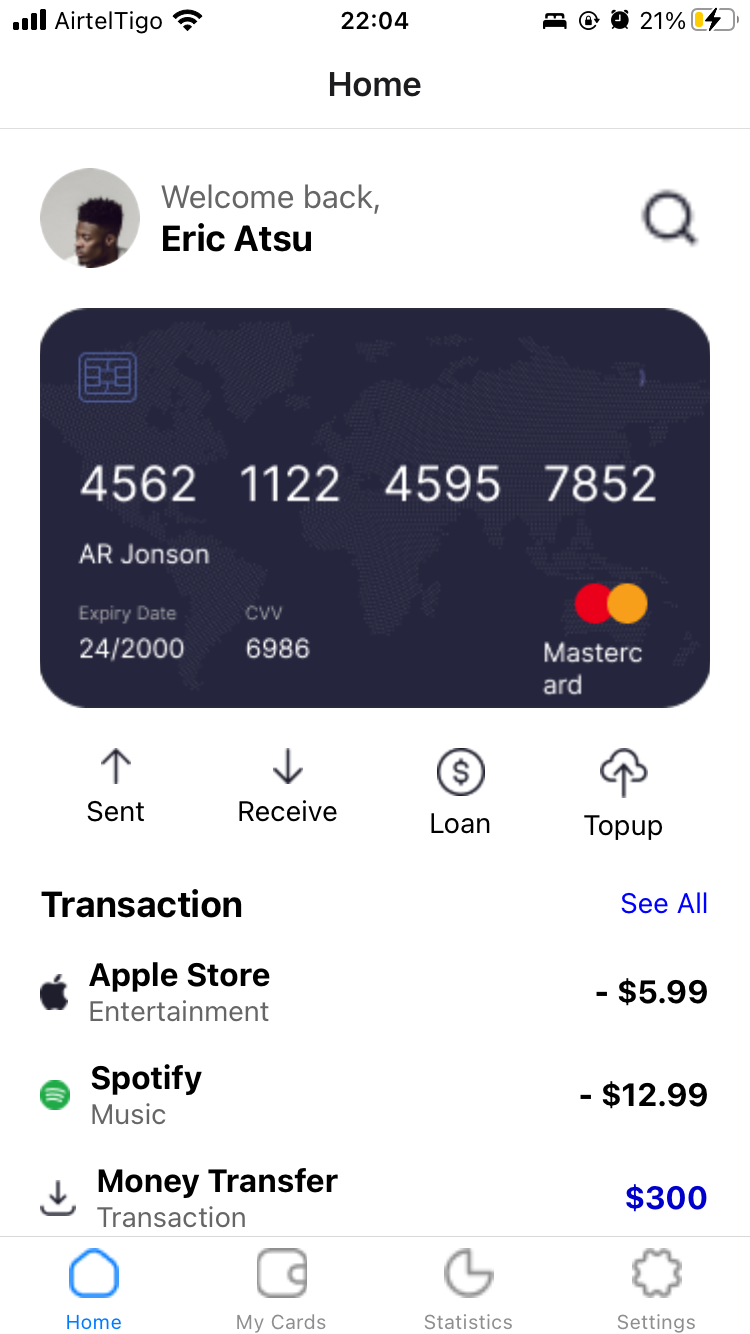 AirtelTigo 22:04 21%
Home
Welcome back,
Eric Atsu
4562 1122 4595 7852
AR Jonson
Expiry Date CVV
24/2000 6986
Masterc
ard
Sent Receive Loan Topup
Transaction See All
Apple Store
Entertainment
- $5.99
Spotify
Music
- $12.99
Money Transfer
Transaction
$300
Home My Cards Statistics Settings